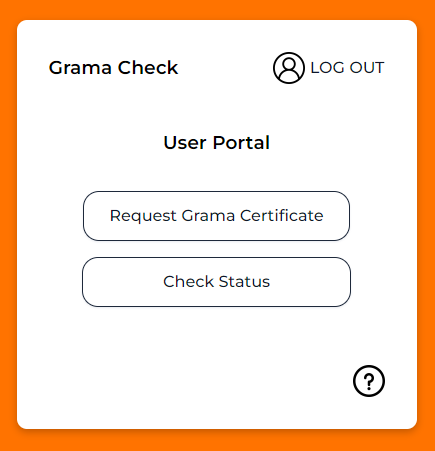 Grama Check
LOG OUT
User Portal
Request Grama Certificate
Check Status
?